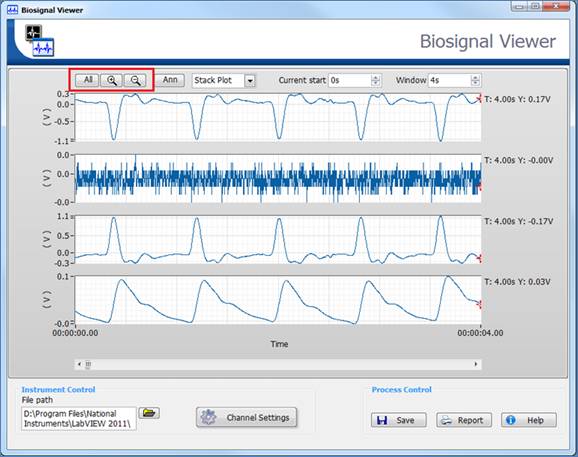 Biosignal Viewer
Biosignal Viewer
All Ann Stack Plot Current start 0s Window 4s
0.3
0.0
-0.5
-1.1
( V )
T: 4.00s Y: 0.17V
0.0
-0.0
( V )
T: 4.00s Y: -0.00V
1.1
0.5
0.0
-0.3
( V )
T: 4.00s Y: -0.17V
0.1
-0.0
( V )
T: 4.00s Y: 0.03V
00:00:00.00 00:00:04.00
Time
Instrument Control
File path
D:\Program Files\National
Instruments\LabVIEW 2011\
Channel Settings
Process Control
Save Report Help